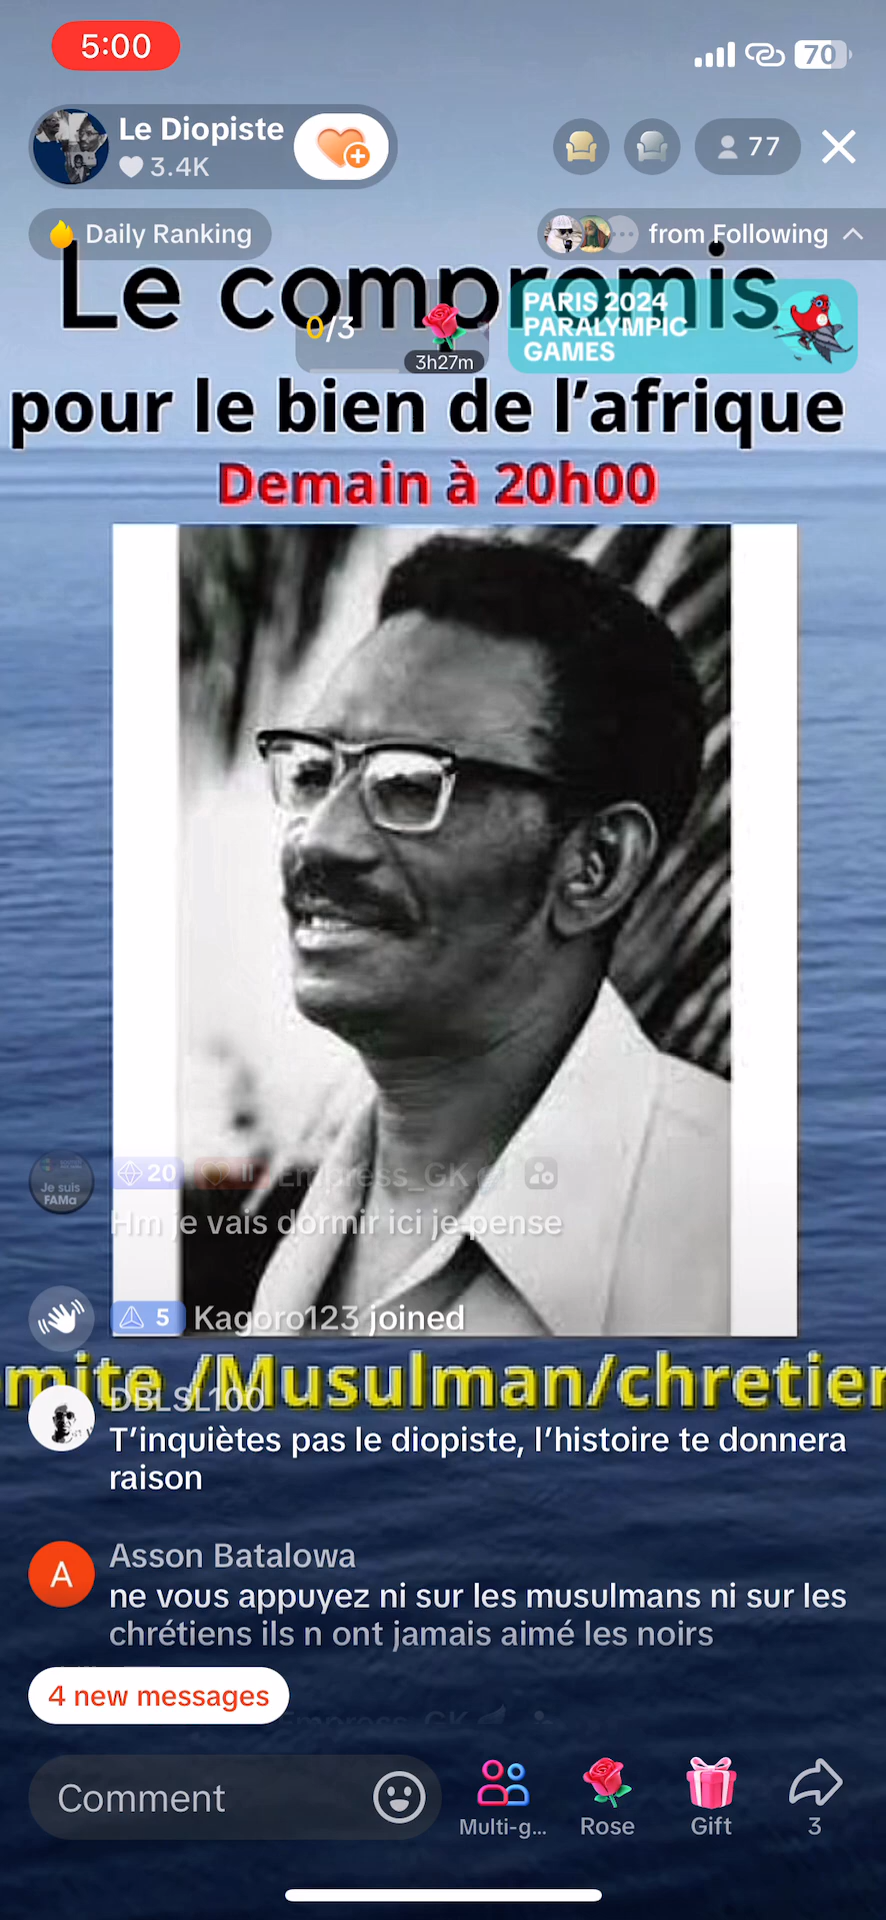 5:00
70
Le Diopiste
3.4K
77
Daily Ranking
from Following
Le compromis
0/3
3h27m
PARIS 2024
PARALYMPIC
GAMES
pour le bien de l'afrique
Demain à 20h00
Je suis
FAMa
20 II Empress_GK
Hm je vais dormir ici je pense
5 Kagoro123 joined
mite /Musulman/chretien
DBLSL100
T'inquiètes pas le diopiste, l'histoire te donnera
raison
A
Asson Batalowa
ne vous appuyez ni sur les musulmans ni sur les
chrétiens ils n ont jamais aimé les noirs
4 new messages
Empress_GK
Comment
Multi-g...
Rose
Gift
3